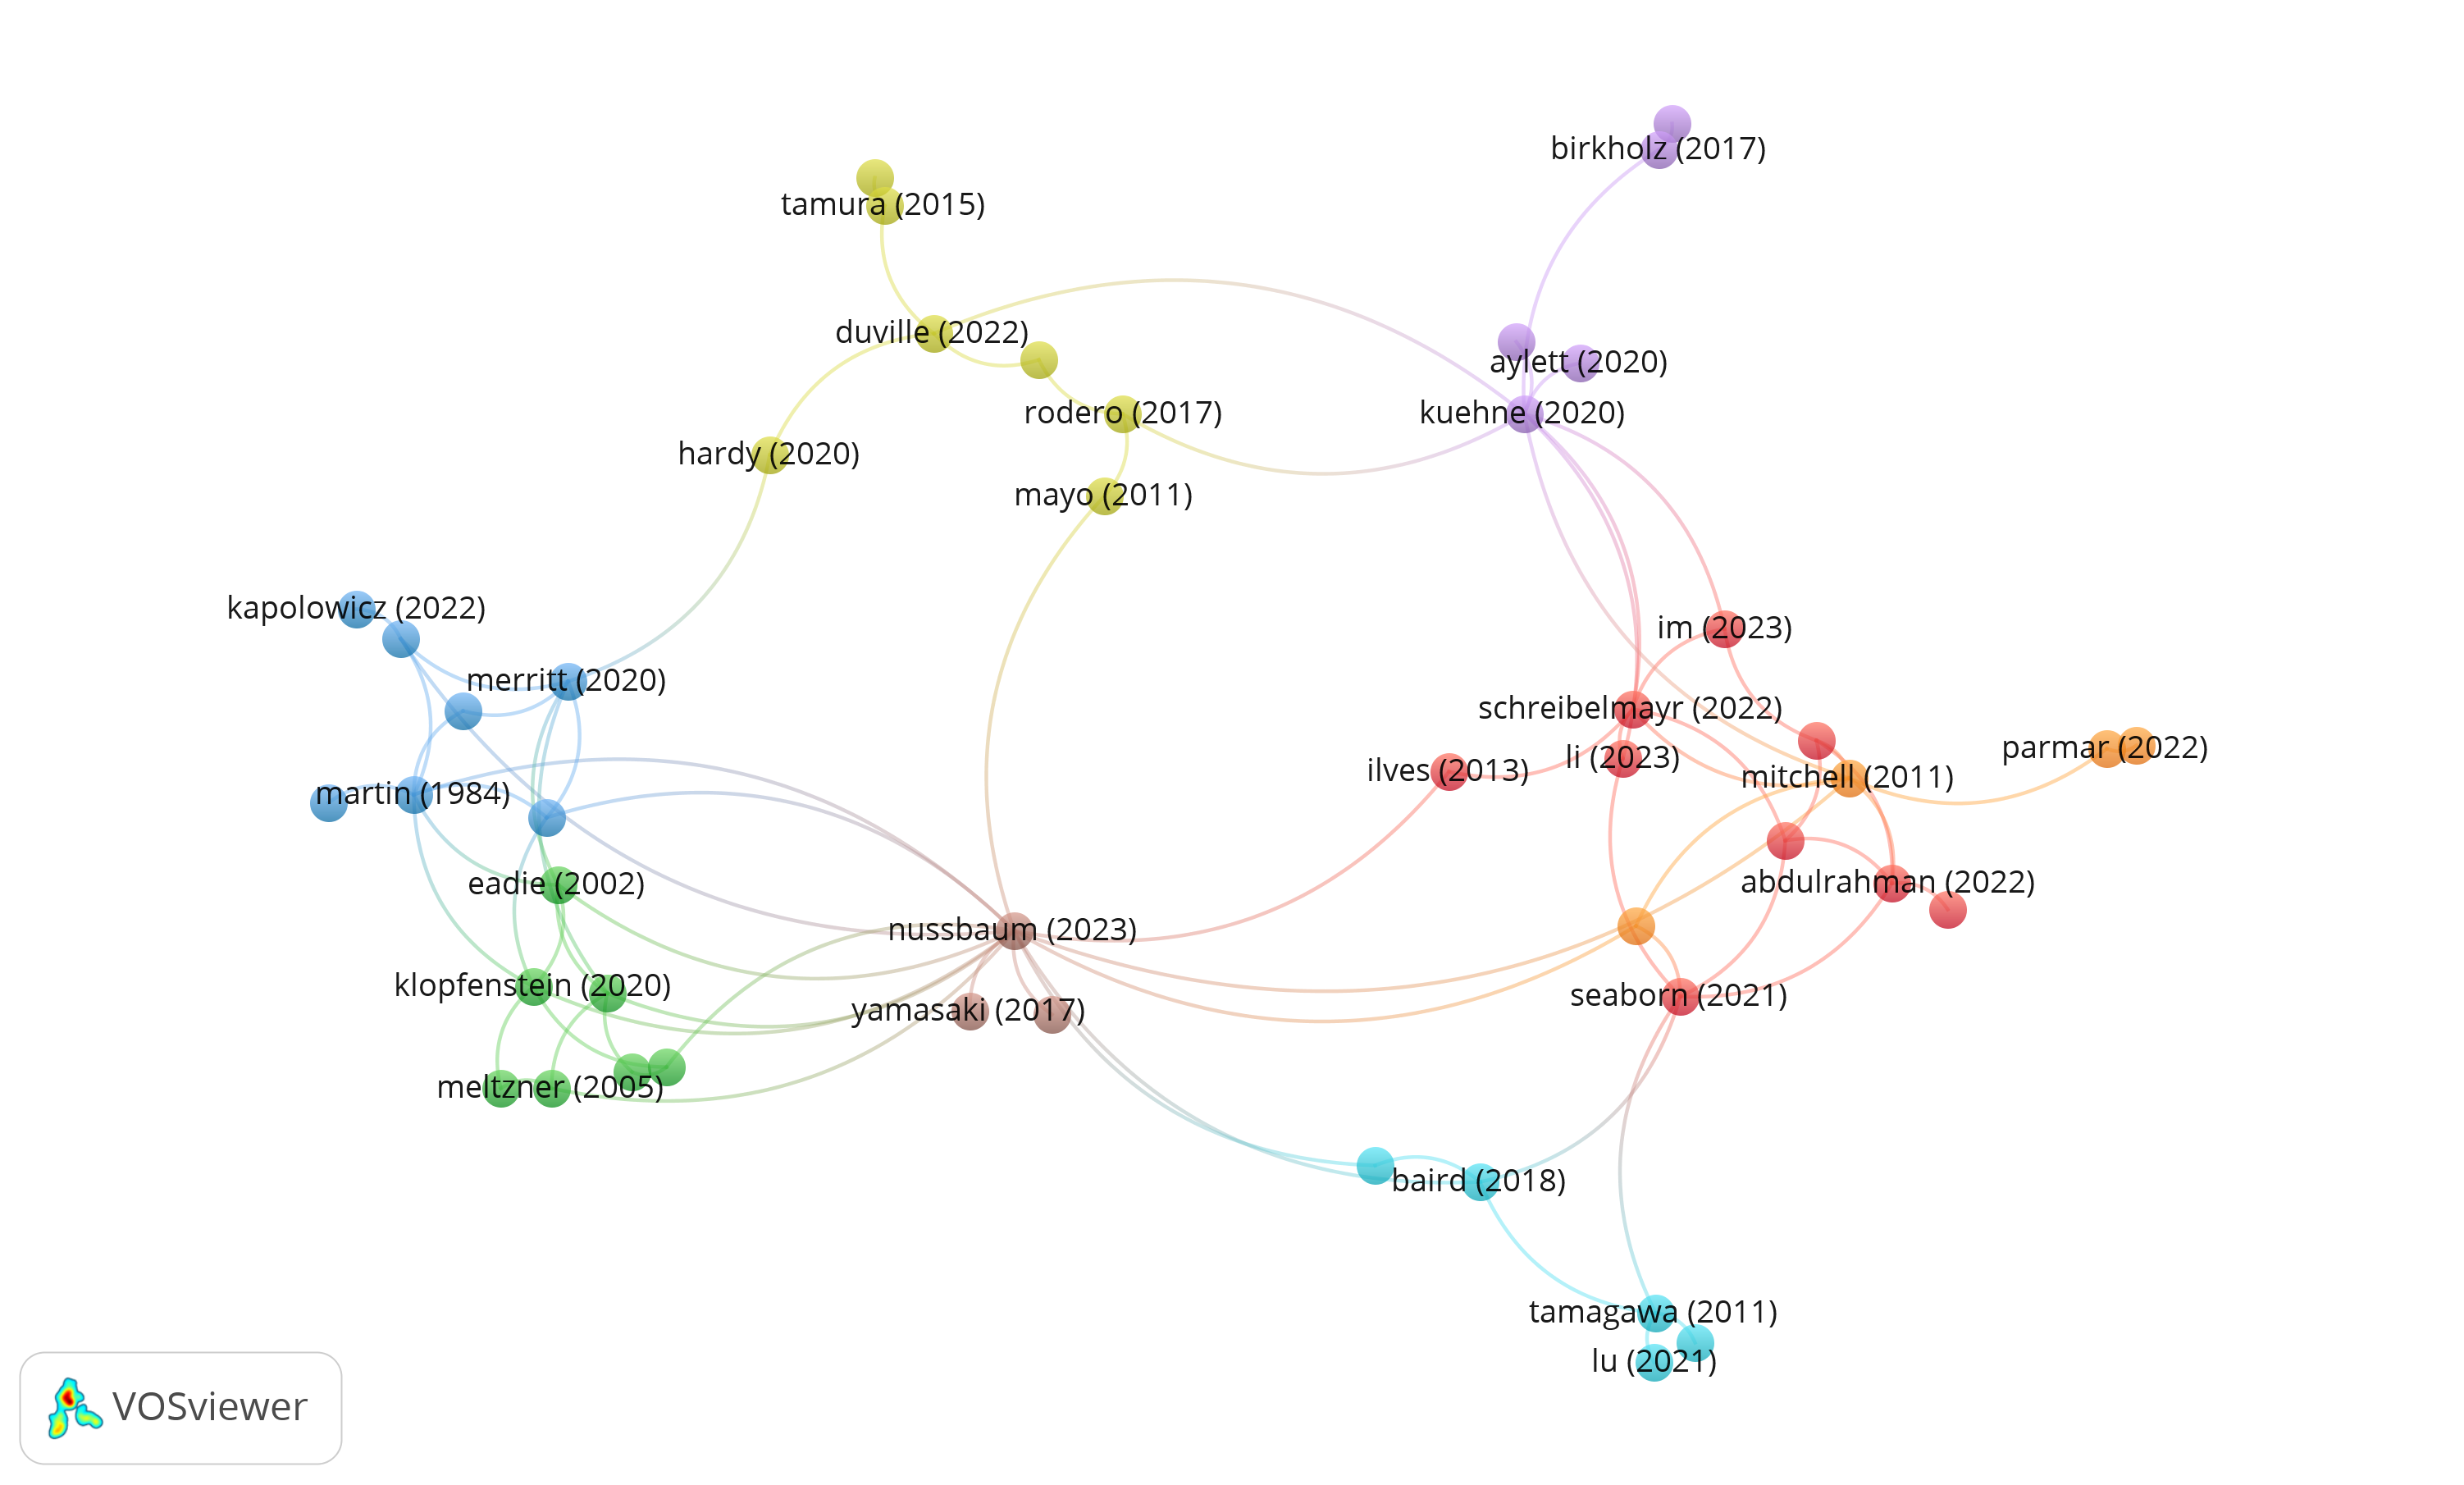 birkholz (2017)
tamura (2015)
duville (2022)
aylett (2020)
rodero (2017)
kuehne (2020)
hardy (2020)
mayo (2011)
kapolowicz (2022)
im (2023)
merritt (2020)
schreibelmayr (2022)
parmar (2022)
li (2023)
ilves (2013)
mitchell (2011)
martin (1984)
eadie (2002)
abdulrahman (2022)
nussbaum (2023)
klopfenstein (2020)
seaborn (2021)
yamasaki (2017)
meltzner (2005)
baird (2018)
tamagawa (2011)
lu (2021)
VOSviewer